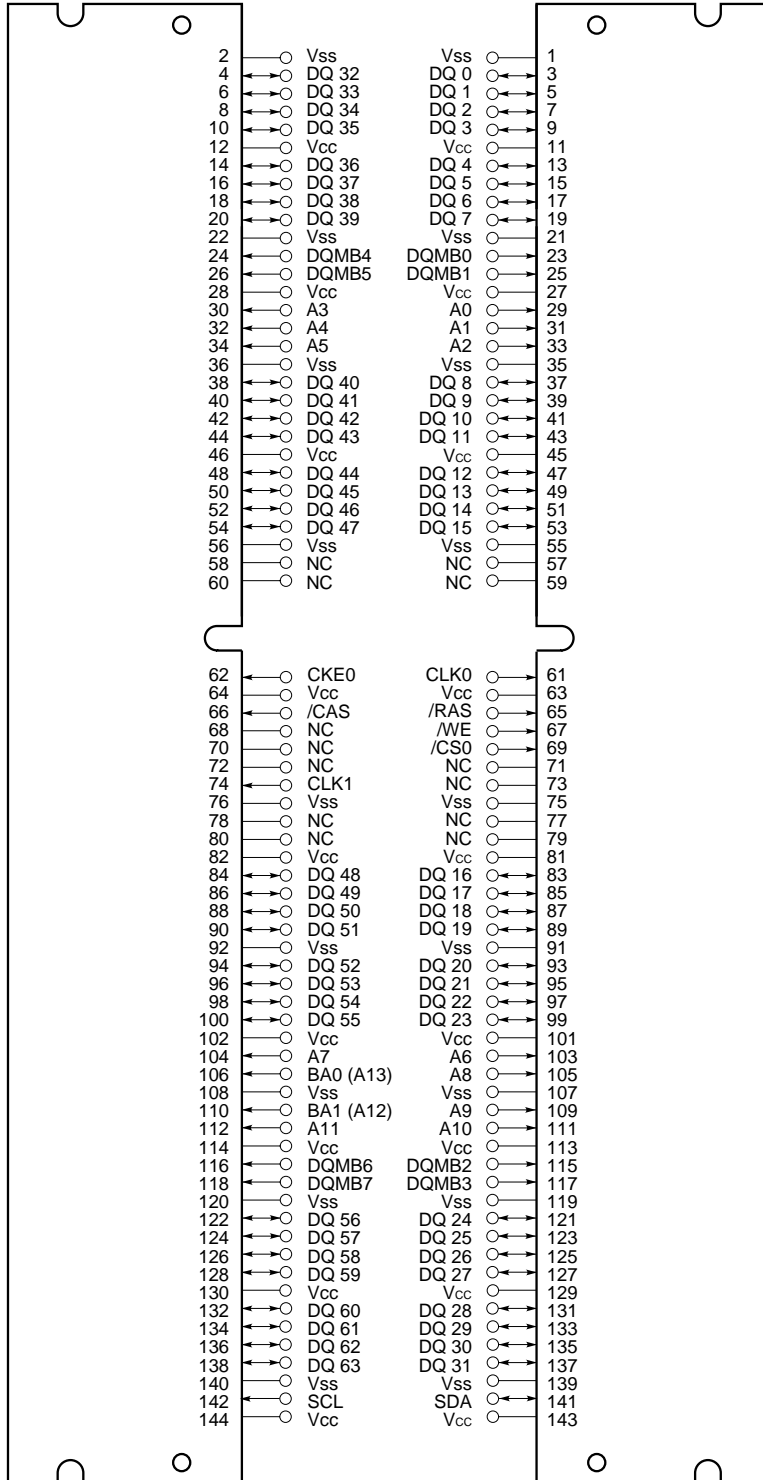 2 Vss Vss 1
4 DQ 32 DQ 0 3
6 DQ 33 DQ 1 5
8 DQ 34 DQ 2 7
10 DQ 35 DQ 3 9
12 Vcc Vcc 11
14 DQ 36 DQ 4 13
16 DQ 37 DQ 5 15
18 DQ 38 DQ 6 17
20 DQ 39 DQ 7 19
22 Vss Vss 21
24 DQMB4 DQMB0 23
26 DQMB5 DQMB1 25
28 Vcc Vcc 27
30 A3 A0 29
32 A4 A1 31
34 A5 A2 33
36 Vss Vss 35
38 DQ 40 DQ 8 37
40 DQ 41 DQ 9 39
42 DQ 42 DQ 10 41
44 DQ 43 DQ 11 43
46 Vcc Vcc 45
48 DQ 44 DQ 12 47
50 DQ 45 DQ 13 49
52 DQ 46 DQ 14 51
54 DQ 47 DQ 15 53
56 Vss Vss 55
58 NC NC 57
60 NC NC 59
62 CKE0 CLK0 61
64 Vcc Vcc 63
66 /CAS /RAS 65
68 NC /WE 67
70 NC /CS0 69
72 NC NC 71
74 CLK1 NC 73
76 Vss Vss 75
78 NC NC 77
80 NC NC 79
82 Vcc Vcc 81
84 DQ 48 DQ 16 83
86 DQ 49 DQ 17 85
88 DQ 50 DQ 18 87
90 DQ 51 DQ 19 89
92 Vss Vss 91
94 DQ 52 DQ 20 93
96 DQ 53 DQ 21 95
98 DQ 54 DQ 22 97
100 DQ 55 DQ 23 99
102 Vcc Vcc 101
104 A7 A6 103
106 BA0 (A13) A8 105
108 Vss Vss 107
110 BA1 (A12) A9 109
112 A11 A10 111
114 Vcc Vcc 113
116 DQMB6 DQMB2 115
118 DQMB7 DQMB3 117
120 Vss Vss 119
122 DQ 56 DQ 24 121
124 DQ 57 DQ 25 123
126 DQ 58 DQ 26 125
128 DQ 59 DQ 27 127
130 Vcc Vcc 129
132 DQ 60 DQ 28 131
134 DQ 61 DQ 29 133
136 DQ 62 DQ 30 135
138 DQ 63 DQ 31 137
140 Vss Vss 139
142 SCL SDA 141
144 Vcc Vcc 143